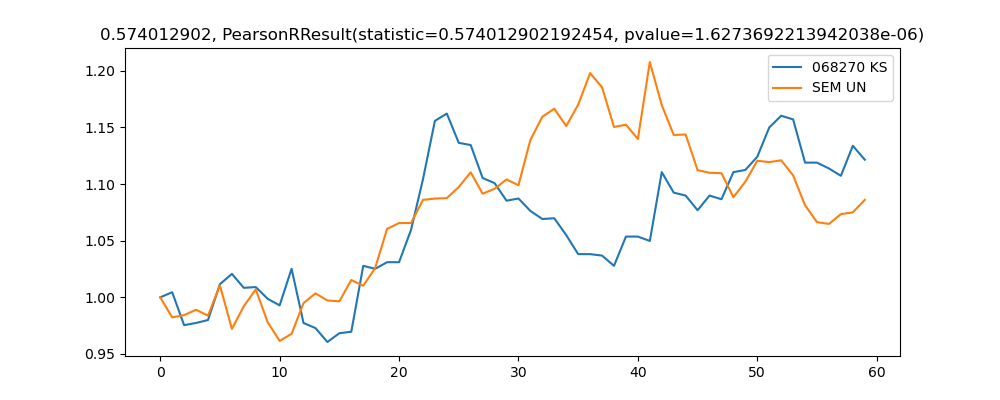 0.574012902, PearsonRResult(statistic=0.574012902192454, pvalue=1.6273692213942038e-06)
1.20
1.15
1.10
1.05
1.00
0.95
068270 KS
SEM UN
0 10 20 30 40 50 60